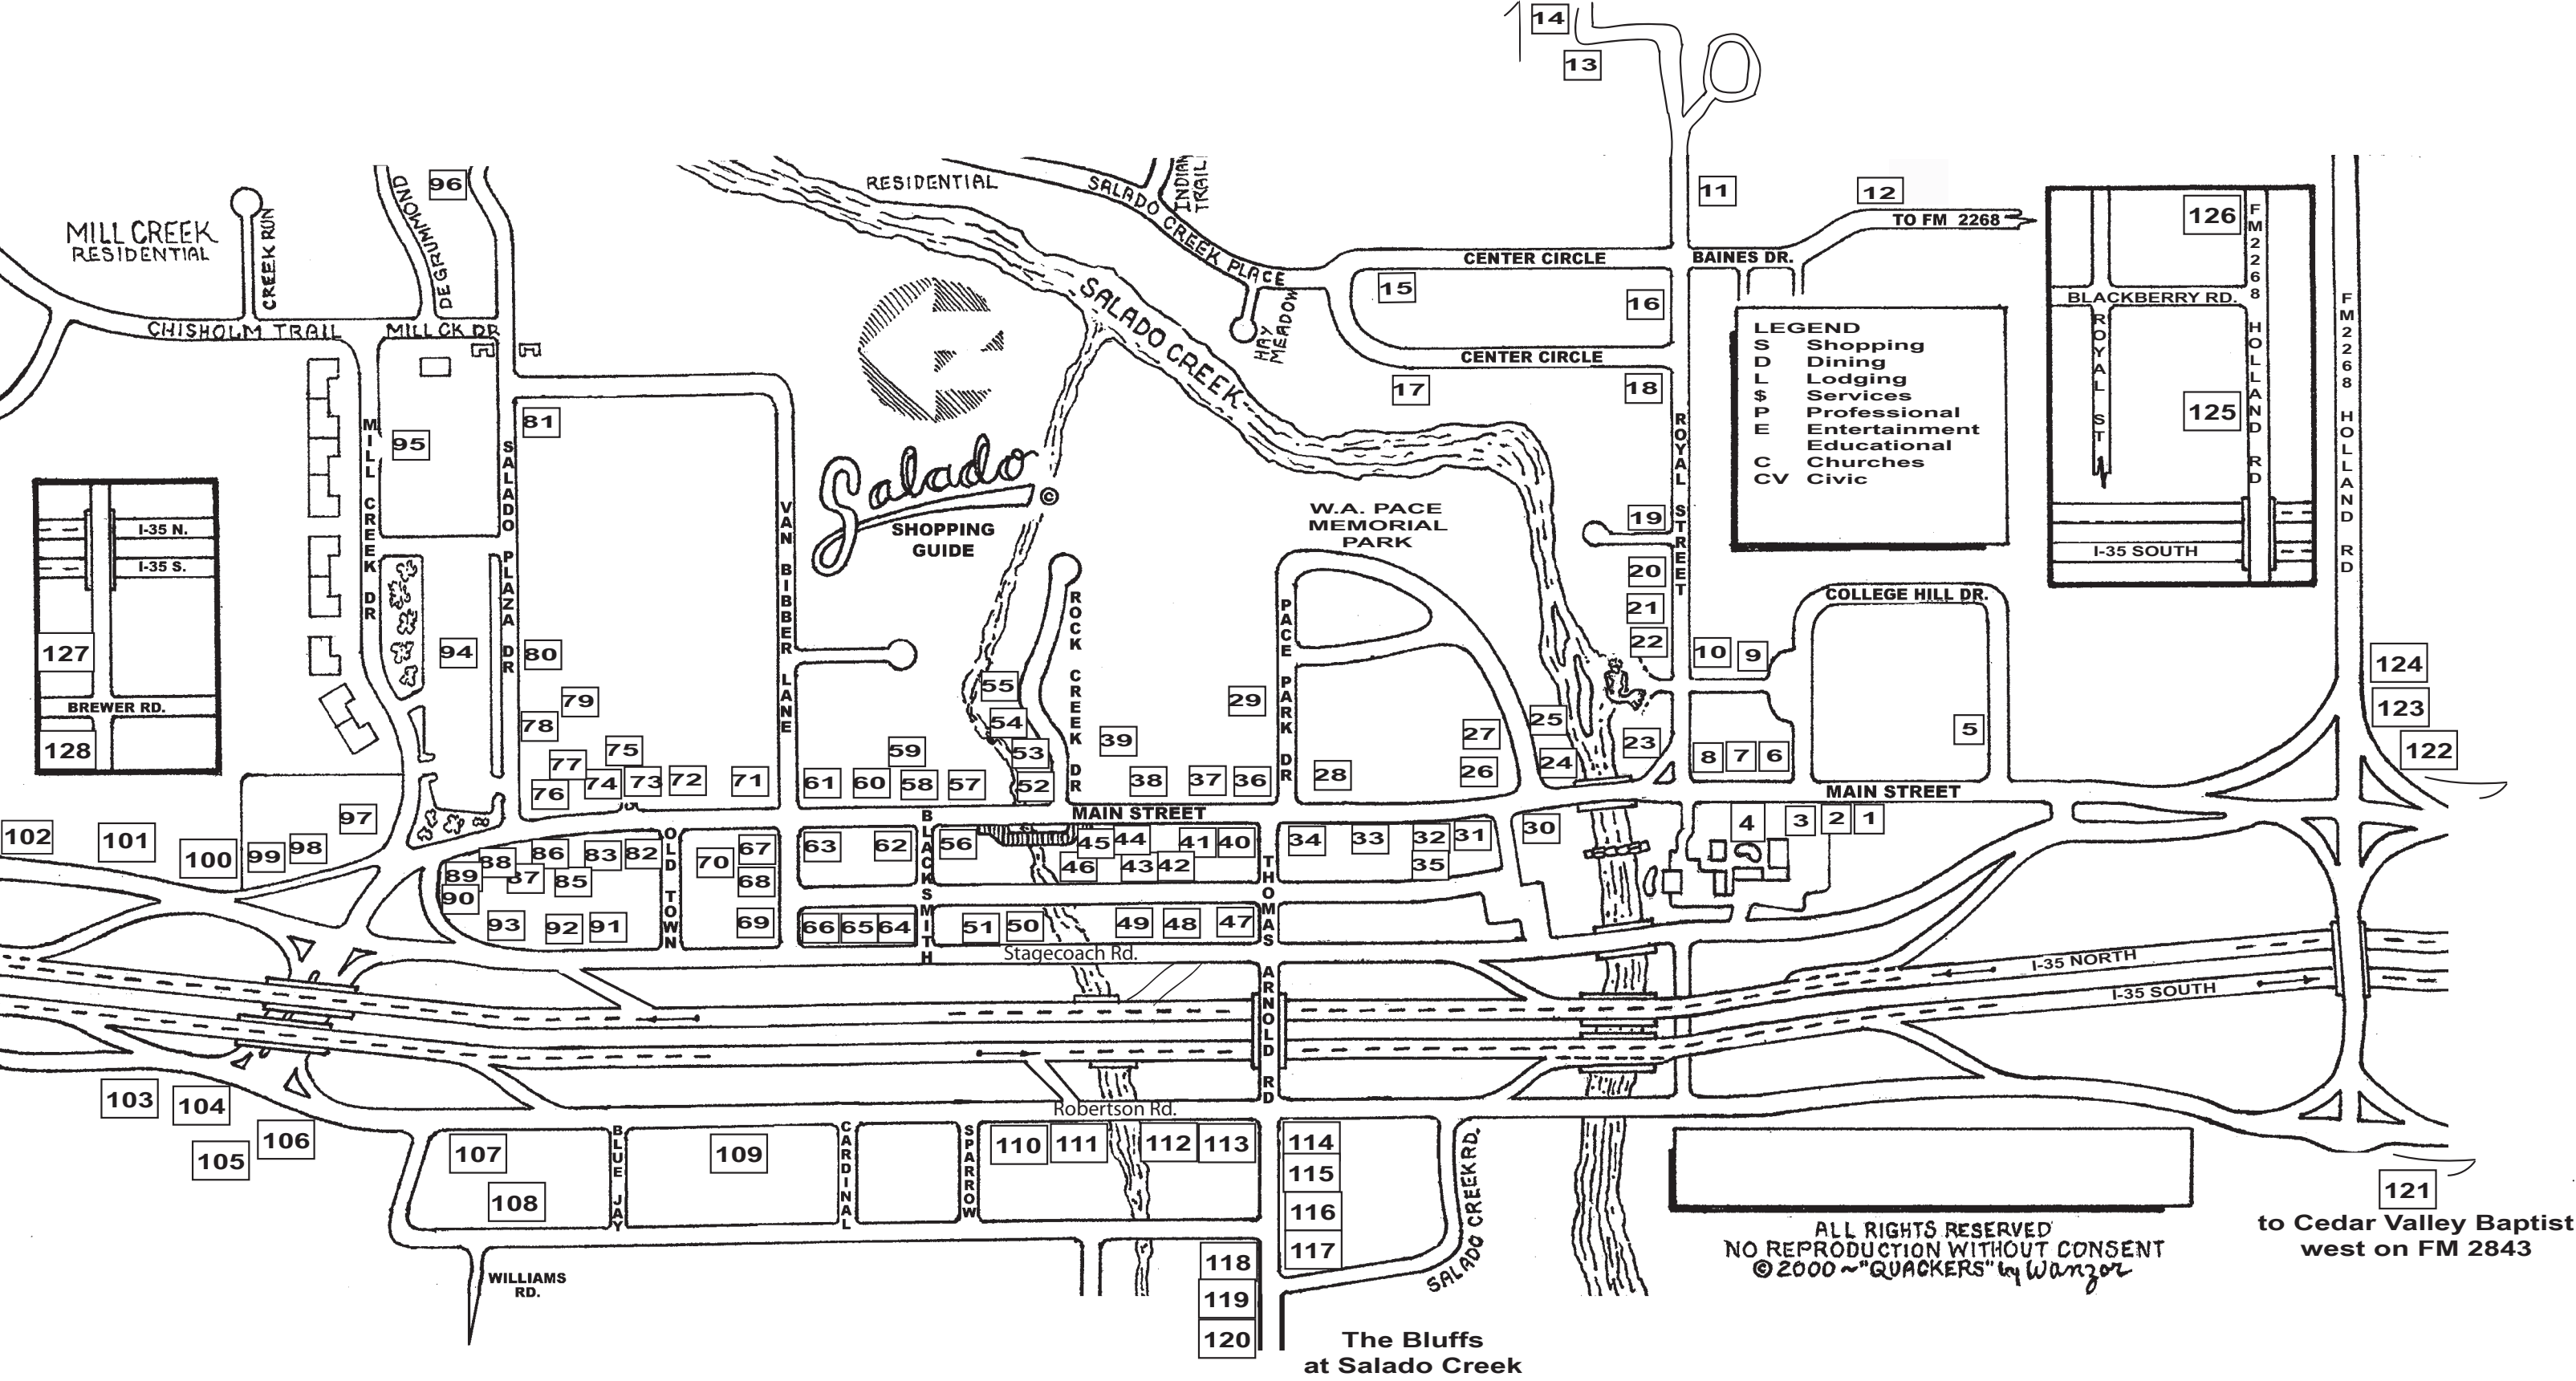 14
13
96
MILL CREEK
RESIDENTIAL
CREEK RUN
DEGRUMMOND
CHISHOLM TRAIL
MILL CK DR
RESIDENTIAL
SALADO CREEK PLACE
INDIAN
TRAIL
HAY
MEADOW
SALADO CREEK
11
12
TO FM 2268
CENTER CIRCLE
BAINES DR.
15
16
CENTER CIRCLE
17
18
LEGEND
S Shopping
D Dining
L Lodging
$ Services
P Professional
E Entertainment
Educational
C Churches
CV Civic
126
FM2268 HOLLAND RD
BLACKBERRY RD.
ROYAL ST
125
I-35 SOUTH
FM2268 HOLLAND RD
95
81
MILL CREEK DR
SALADO PLAZA DR
VAN BIBBER LANE
Salado
©
SHOPPING
GUIDE
W.A. PACE
MEMORIAL
PARK
ROYAL STREET
19
20
21
22
10
9
COLLEGE HILL DR.
5
I-35 N.
I-35 S.
127
BREWER RD.
128
94
80
79
78
77
75
76
74
73
72
71
ROCK CREEK DR
PACE PARK DR
55
54
53
52
39
29
59
61
60
58
57
38
37
36
28
27
26
25
24
23
8
7
6
124
123
122
MAIN STREET
MAIN STREET
102
101
100
99
98
97
88
86
83
82
89
87
85
90
93
92
91
OLD TOWN
70
67
68
69
63
62
BLACKSMITH
56
45
44
41
40
46
43
42
THOMAS ARNOLD RD
34
33
32
31
35
30
4
3
2
1
66
65
64
51
50
49
48
47
Stagecoach Rd.
I-35 NORTH
I-35 SOUTH
103
104
105
106
Robertson Rd.
107
108
BLUE JAY
109
CARDINAL
SPARROW
110
111
112
113
114
115
116
117
118
119
120
SALADO CREEK RD.
WILLIAMS
RD.
The Bluffs
at Salado Creek
ALL RIGHTS RESERVED
NO REPRODUCTION WITHOUT CONSENT
© 2000 ~ "QUACKERS" by Wanzor
121
to Cedar Valley Baptist
west on FM 2843